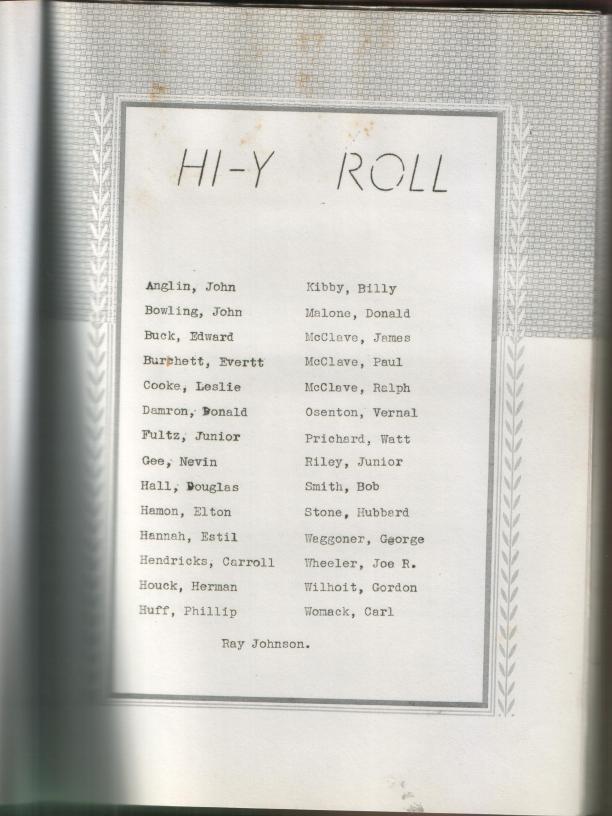 HI-Y ROLL
Anglin, John
Bowling, John
Buck, Edward
Burchett, Evertt
Cooke, Leslie
Damron, Donald
Fultz, Junior
Gee, Nevin
Hall, Douglas
Hamon, Elton
Hannah, Estil
Hendricks, Carroll
Houck, Herman
Huff, Phillip
Kibby, Billy
Malone, Donald
McClave, James
McClave, Paul
McClave, Ralph
Osenton, Vernal
Prichard, Watt
Riley, Junior
Smith, Bob
Stone, Hubbard
Waggoner, George
Wheeler, Joe R.
Wilhoit, Gordon
Womack, Carl
Ray Johnson.